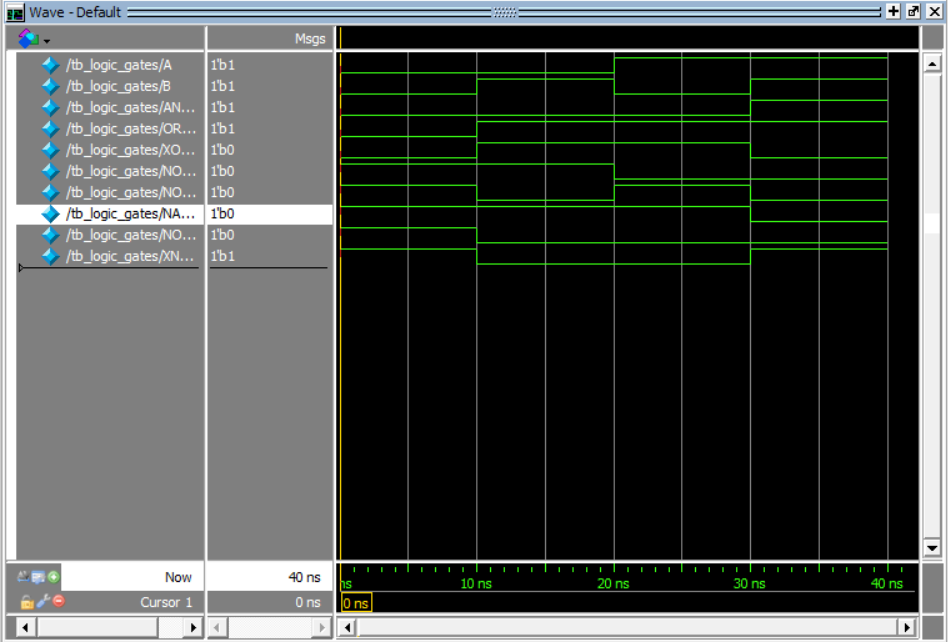 Wave - Default
Msgs
/tb_logic_gates/A 1'b1
/tb_logic_gates/B 1'b1
/tb_logic_gates/AN... 1'b1
/tb_logic_gates/OR... 1'b1
/tb_logic_gates/XO... 1'b0
/tb_logic_gates/NO... 1'b0
/tb_logic_gates/NO... 1'b0
/tb_logic_gates/NA... 1'b0
/tb_logic_gates/NO... 1'b0
/tb_logic_gates/XN... 1'b1
Now 40 ns ns 10 ns 20 ns 30 ns 40 ns
Cursor 1 0 ns 0 ns